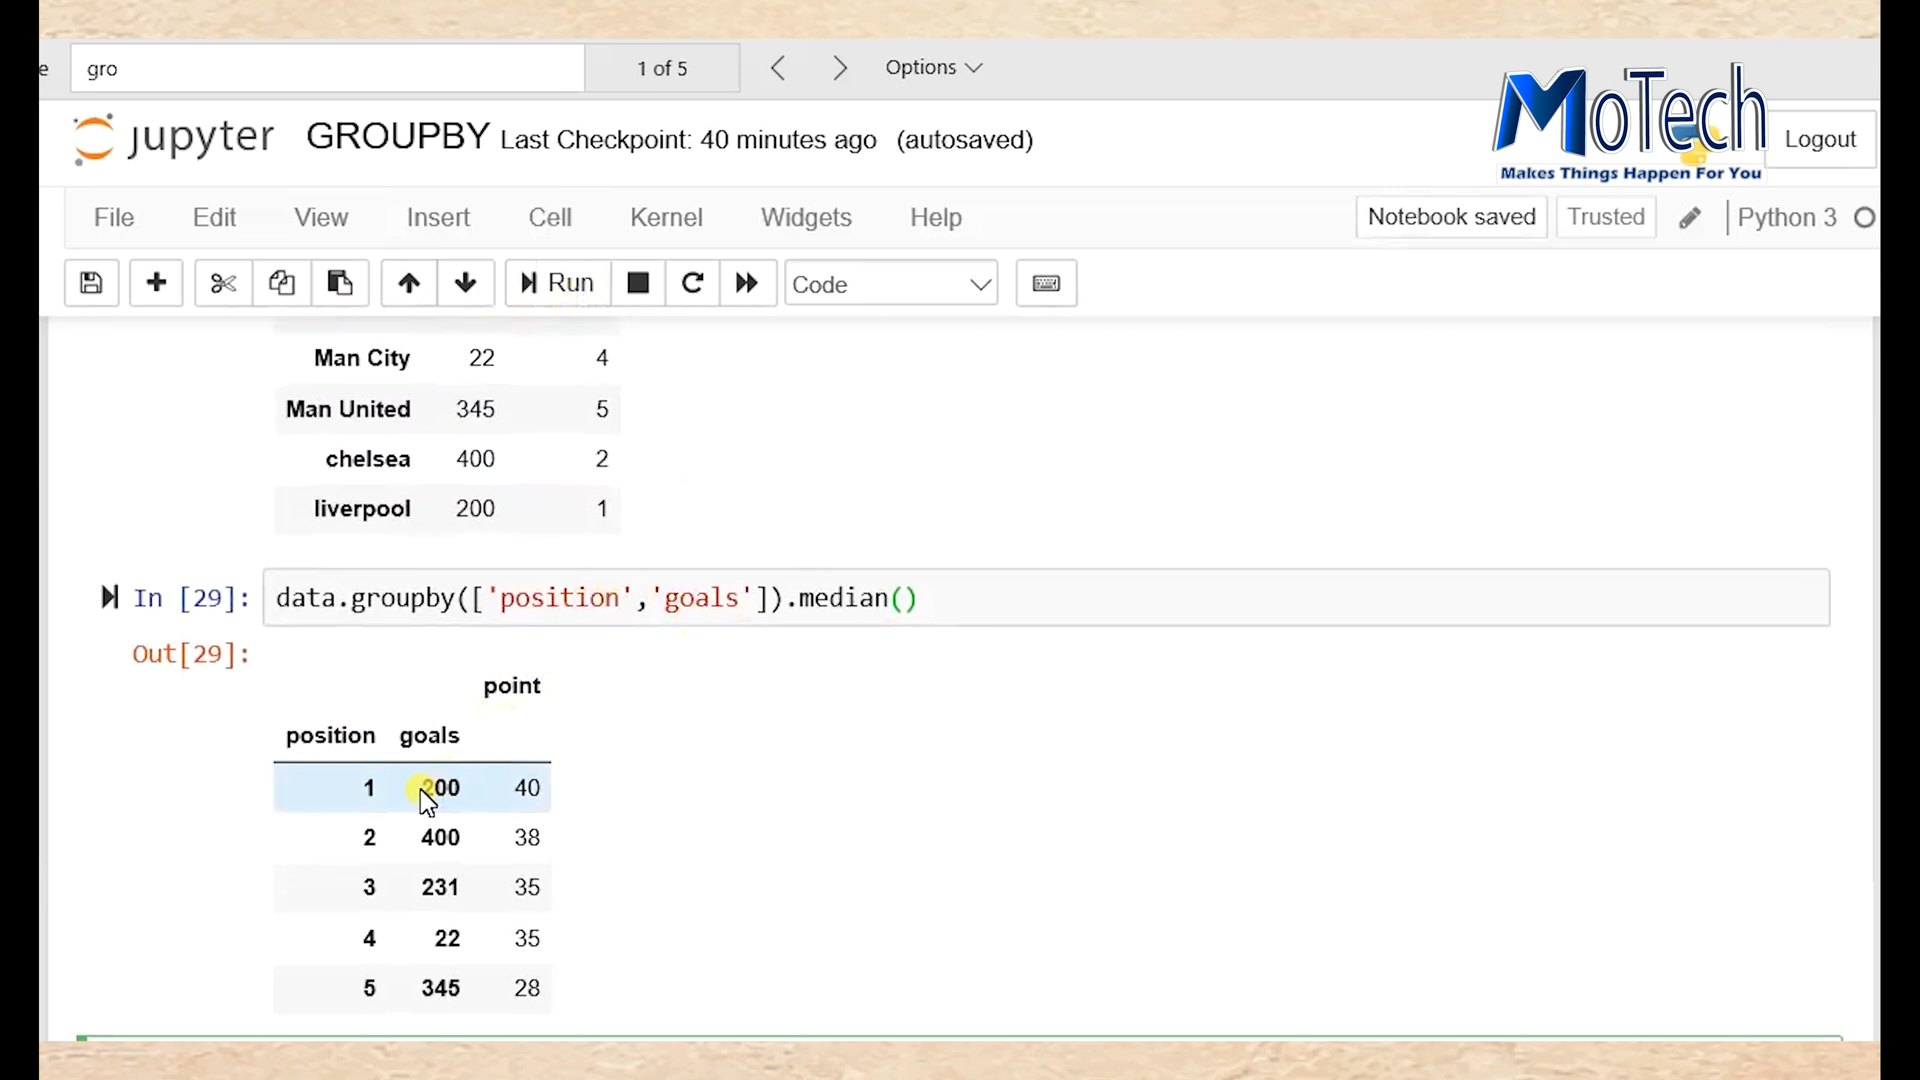 e gro 1 of 5 Options
MoTech
Makes Things Happen For You
jupyter GROUPBY Last Checkpoint: 40 minutes ago (autosaved) Logout
File Edit View Insert Cell Kernel Widgets Help Notebook saved Trusted Python 3
Run Code
Man City 22 4
Man United 345 5
chelsea 400 2
liverpool 200 1
In [29]: data.groupby(['position','goals']).median()
Out[29]:
point
position goals
1 200 40
2 400 38
3 231 35
4 22 35
5 345 28